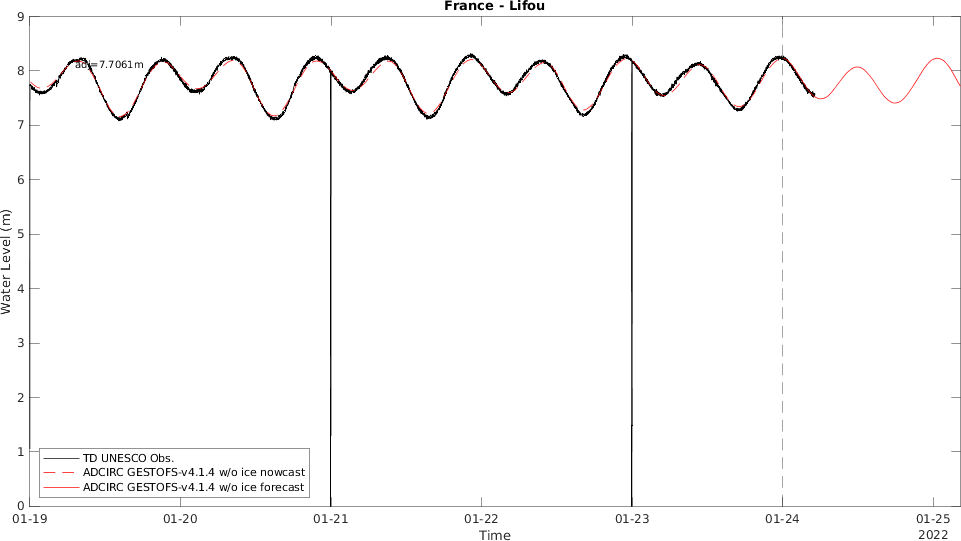 France - Lifou
9
8
7
6
5
4
3
2
1
0
Water Level (m)
adj=7.7061m
TD UNESCO Obs.
ADCIRC GESTOFS-v4.1.4 w/o ice nowcast
ADCIRC GESTOFS-v4.1.4 w/o ice forecast
01-19
01-20
01-21
01-22
01-23
01-24
01-25
Time
2022